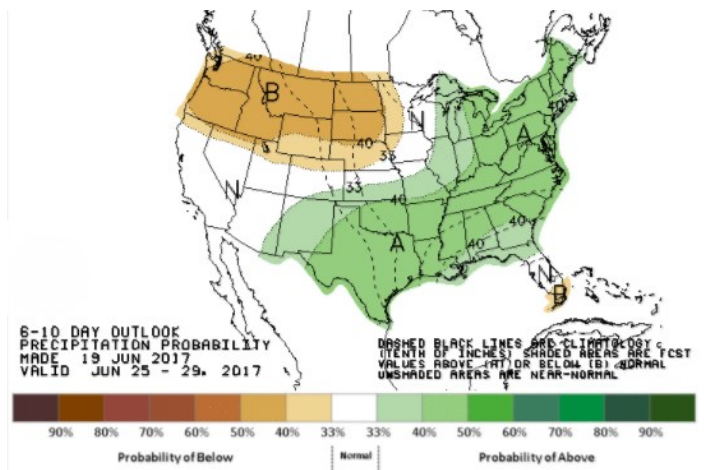 40
B
N
40
33
A
33
N
40
A
40
40
N
B
6-10 DAY OUTLOOK
PRECIPITATION PROBABILITY
MADE 19 JUN 2017
VALID JUN 25 - 29, 2017
DASHED BLACK LINES ARE CLIMATOLOGY
(TENTH OF INCHES) SHADED AREAS ARE FCST
VALUES ABOVE (A) OR BELOW (B) NORMAL
UNSHADED AREAS ARE NEAR-NORMAL
90% 80% 70% 60% 50% 40% 33% 33% 40% 50% 60% 70% 80% 90%
Probability of Below Normal Probability of Above